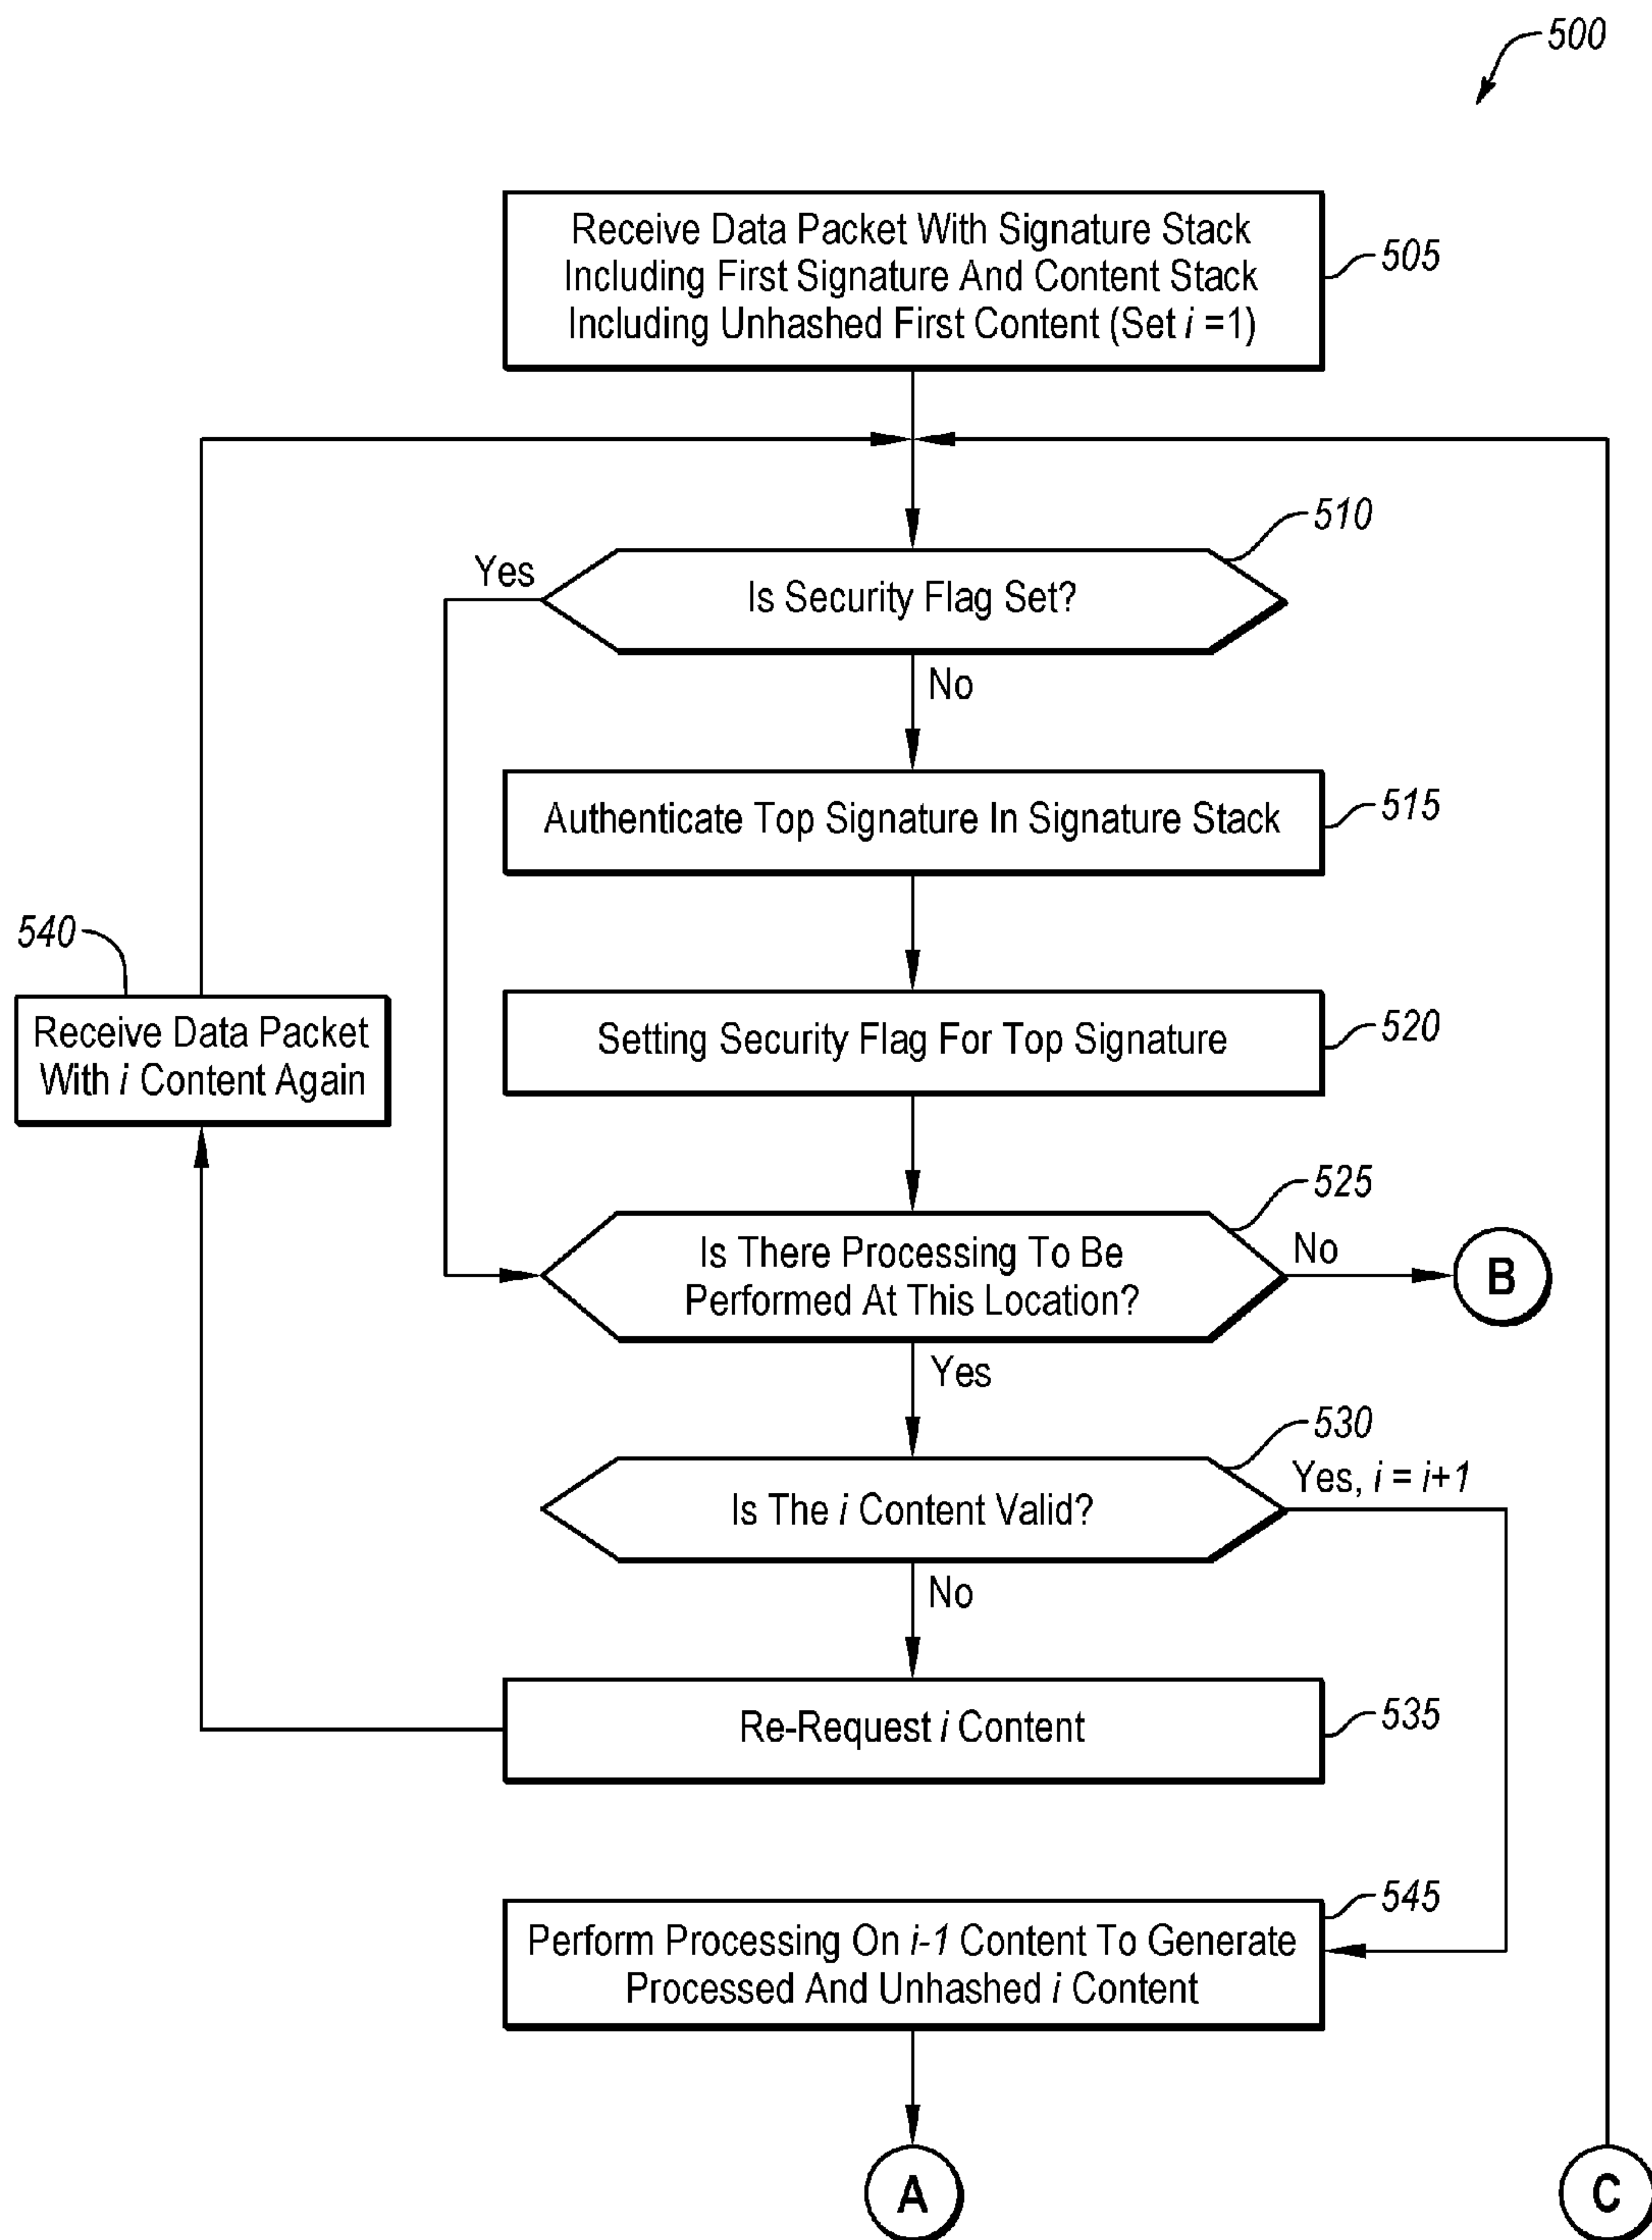 500
Receive Data Packet With Signature Stack
Including First Signature And Content Stack
Including Unhashed First Content (Set i =1)
505
510
Yes
Is Security Flag Set?
No
Authenticate Top Signature In Signature Stack
515
540
Receive Data Packet
With i Content Again
Setting Security Flag For Top Signature
520
525
Is There Processing To Be
Performed At This Location?
No
B
Yes
530
Is The i Content Valid?
Yes, i = i+1
No
Re-Request i Content
535
545
Perform Processing On i-1 Content To Generate
Processed And Unhashed i Content
A
C